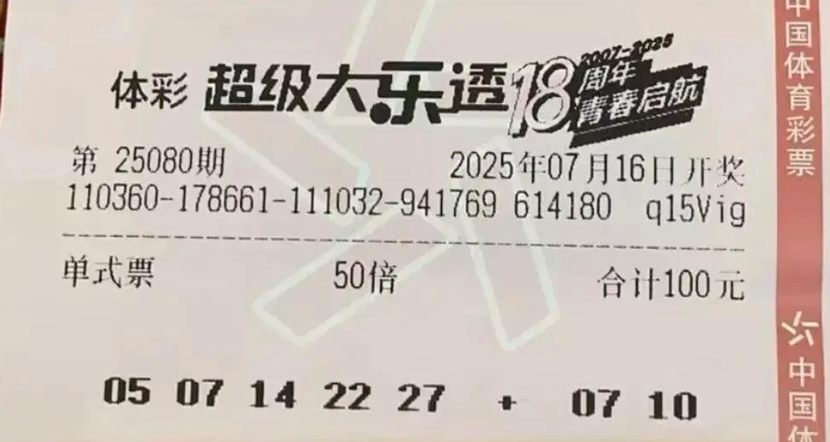 体彩 超级大乐透 18周年 2007-2025 青春启航
第 25080期 2025年07月16日开奖
110360-178661-111032-941769 614180 q15Vig
单式票 50倍 合计100元
05 07 14 22 27 + 07 10
中国体育彩票
中国体